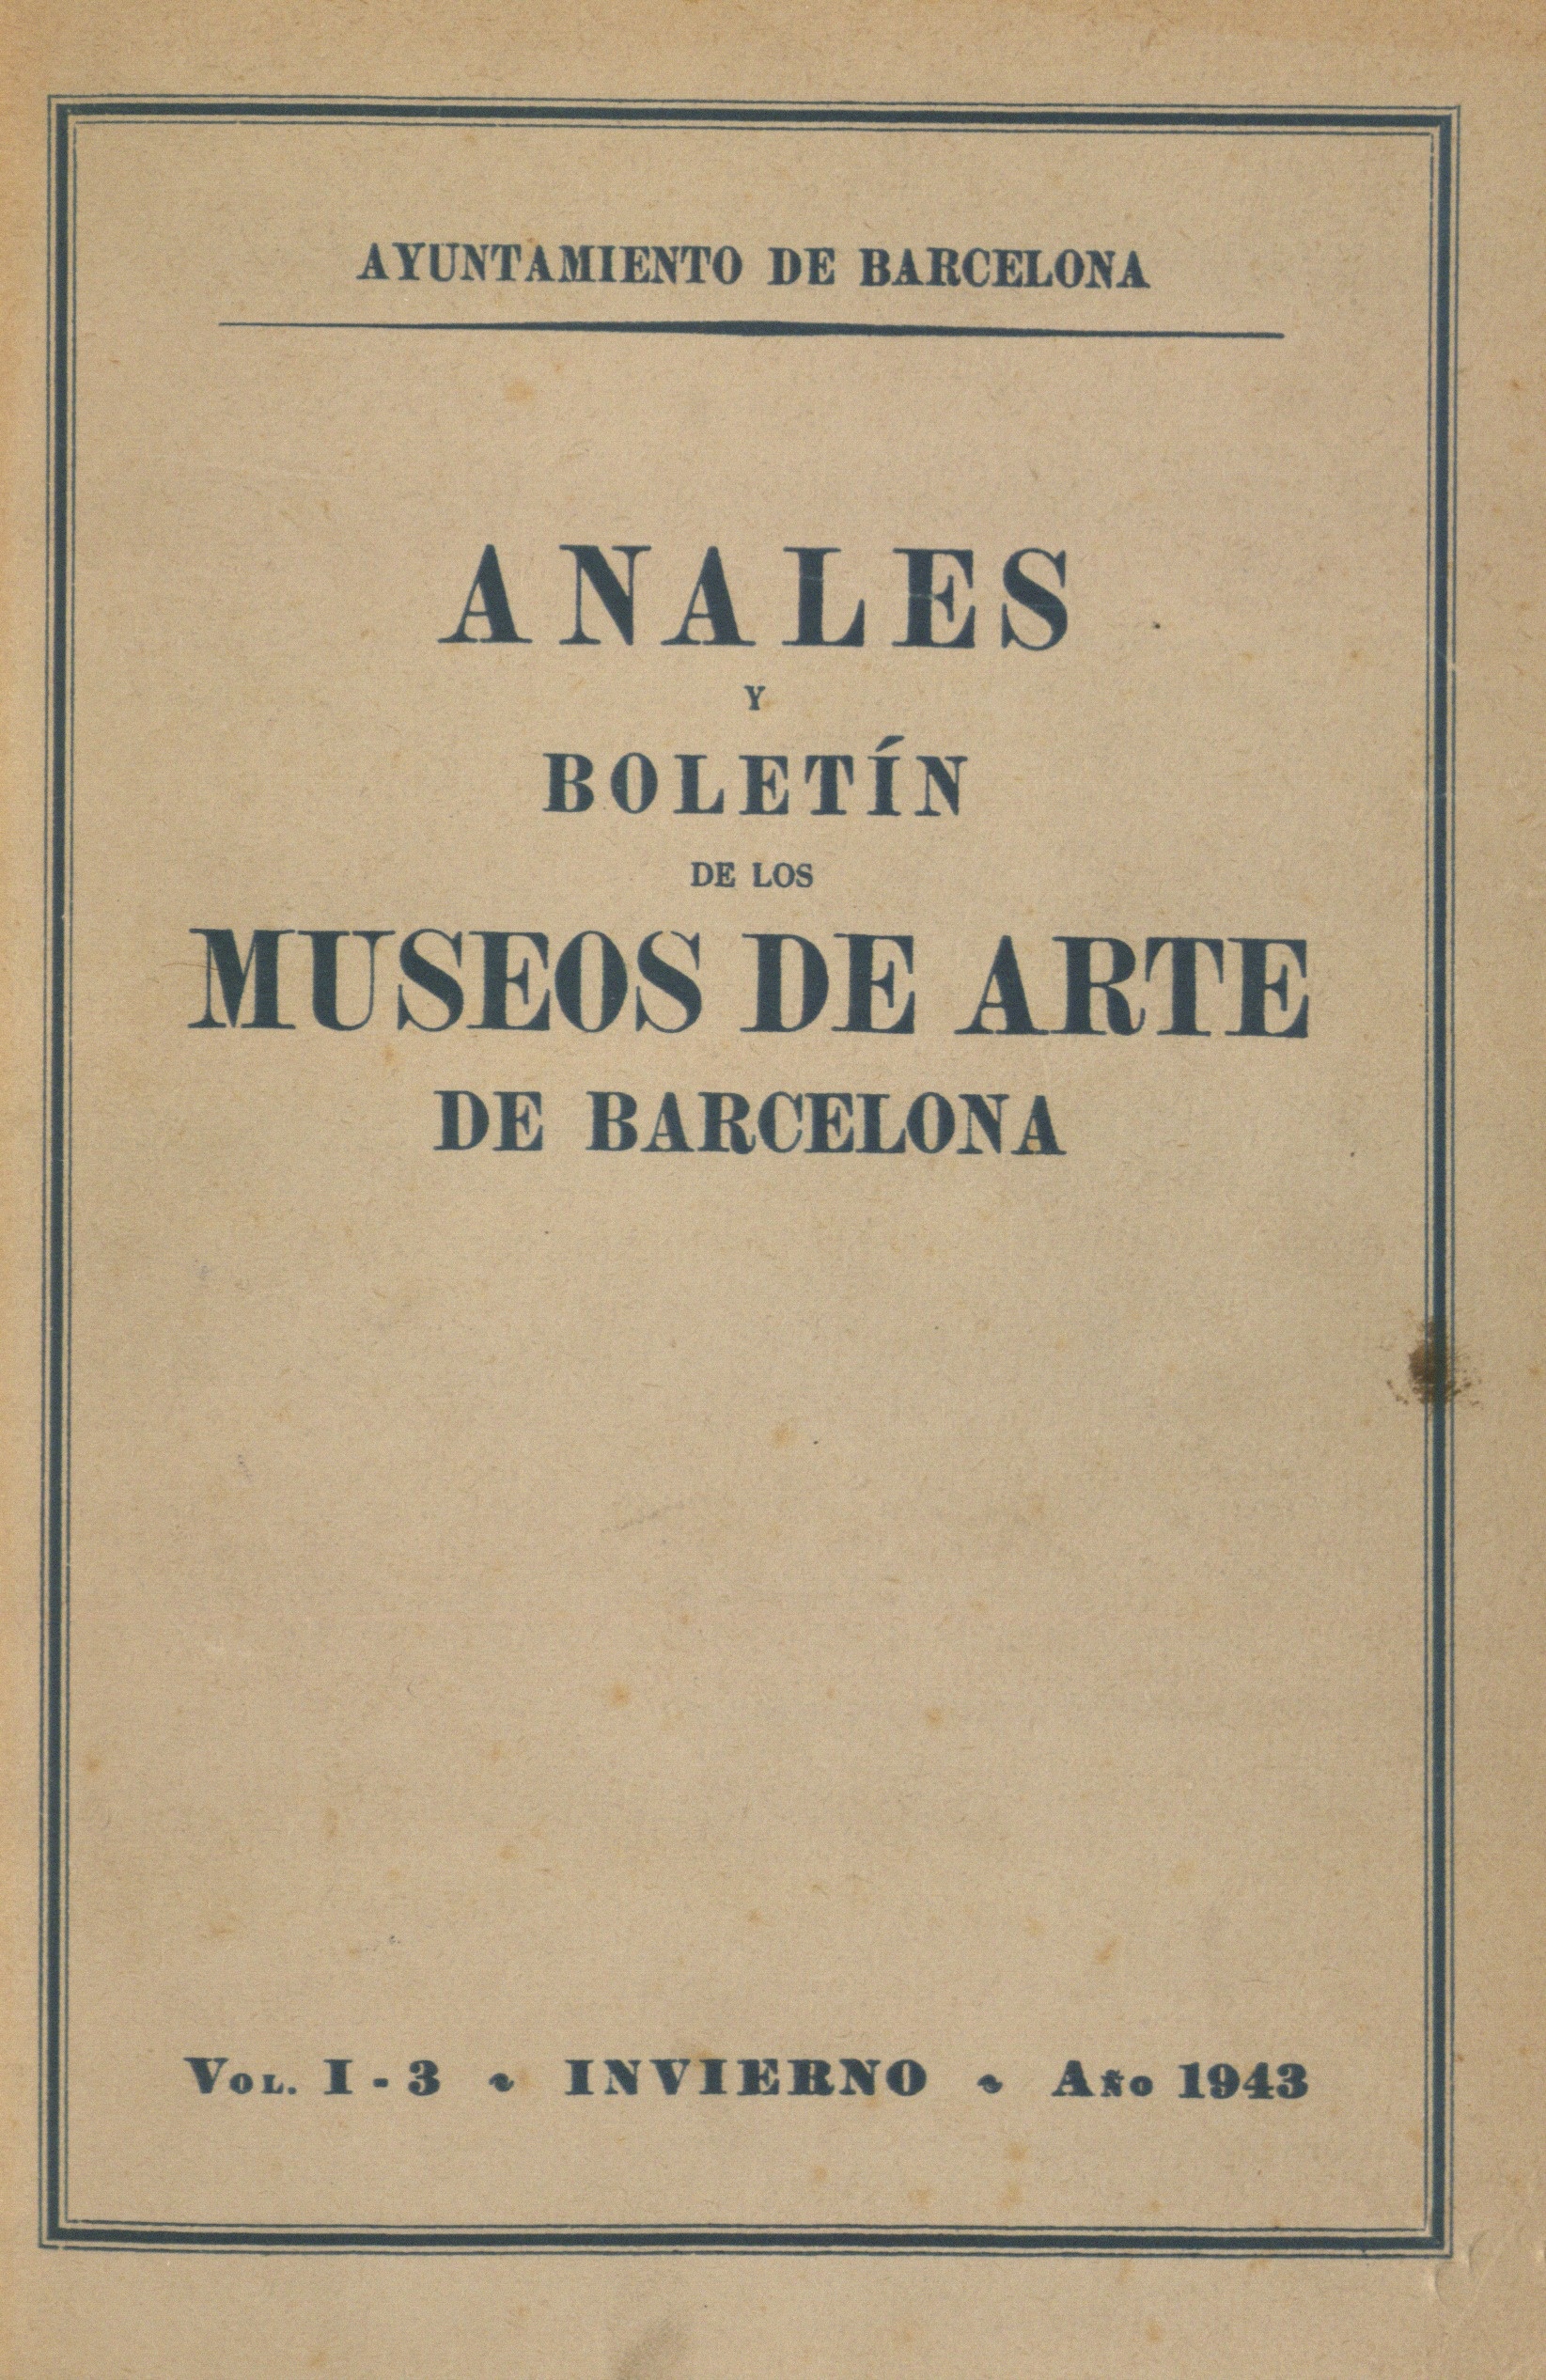 AYUNTAMIENTO DE BARCELONA
ANALES
Y
BOLETÍN
DE LOS
MUSEOS DE ARTE
DE BARCELONA
VOL. I - 3 ~ INVIERNO ~ AÑO 1943